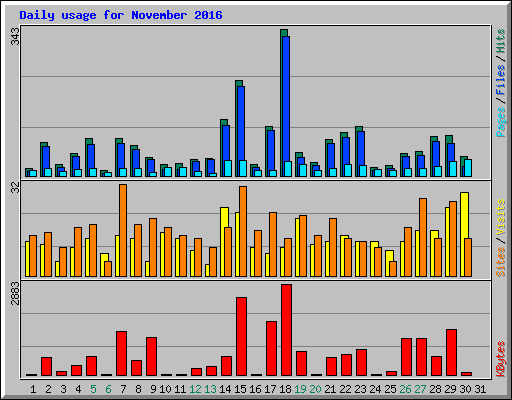 Daily usage for November 2016
343
Pages / Files / Hits
32
Sites / Visits
2883
KBytes
1 2 3 4 5 6 7 8 9 10 11 12 13 14 15 16 17 18 19 20 21 22 23 24 25 26 27 28 29 30 31